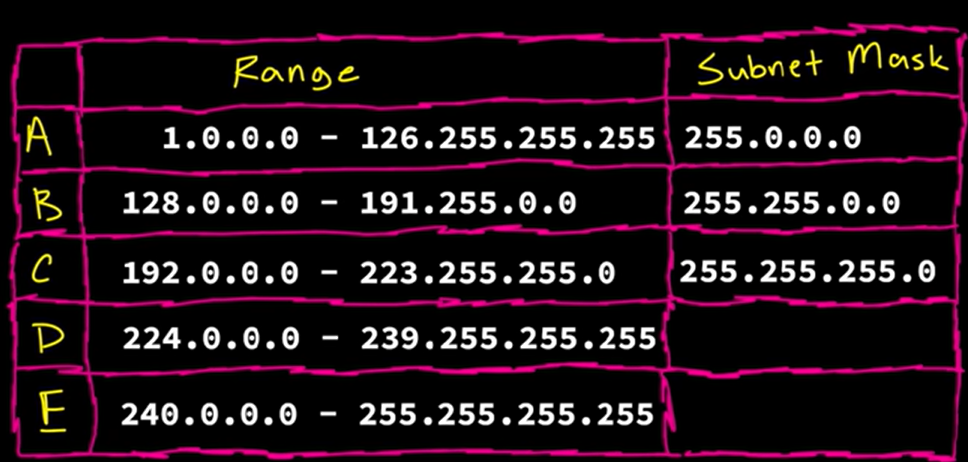 Range Subnet Mask
A 1.0.0.0 - 126.255.255.255 255.0.0.0
B 128.0.0.0 - 191.255.0.0 255.255.0.0
C 192.0.0.0 - 223.255.255.0 255.255.255.0
D 224.0.0.0 - 239.255.255.255
E 240.0.0.0 - 255.255.255.255